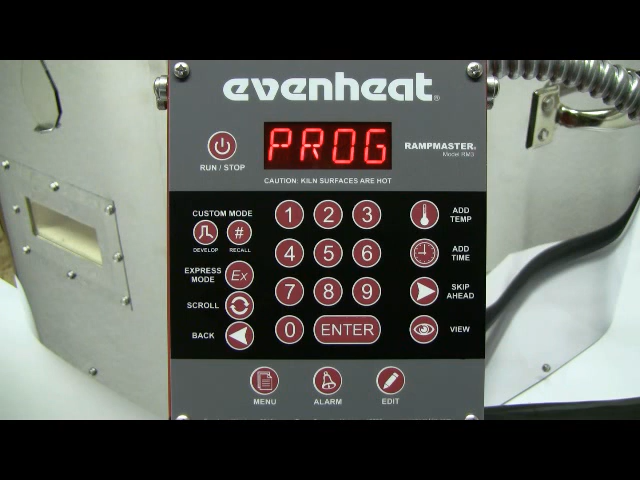 evenheat®
PROG
RAMPMASTER®
Model RM3
RUN / STOP
CAUTION: KILN SURFACES ARE HOT
CUSTOM MODE
#
DEVELOP
RECALL
1 2 3
ADD TEMP
4 5 6
ADD TIME
EXPRESS MODE
Ex
7 8 9
SKIP AHEAD
SCROLL
BACK
0 ENTER
VIEW
MENU
ALARM
EDIT